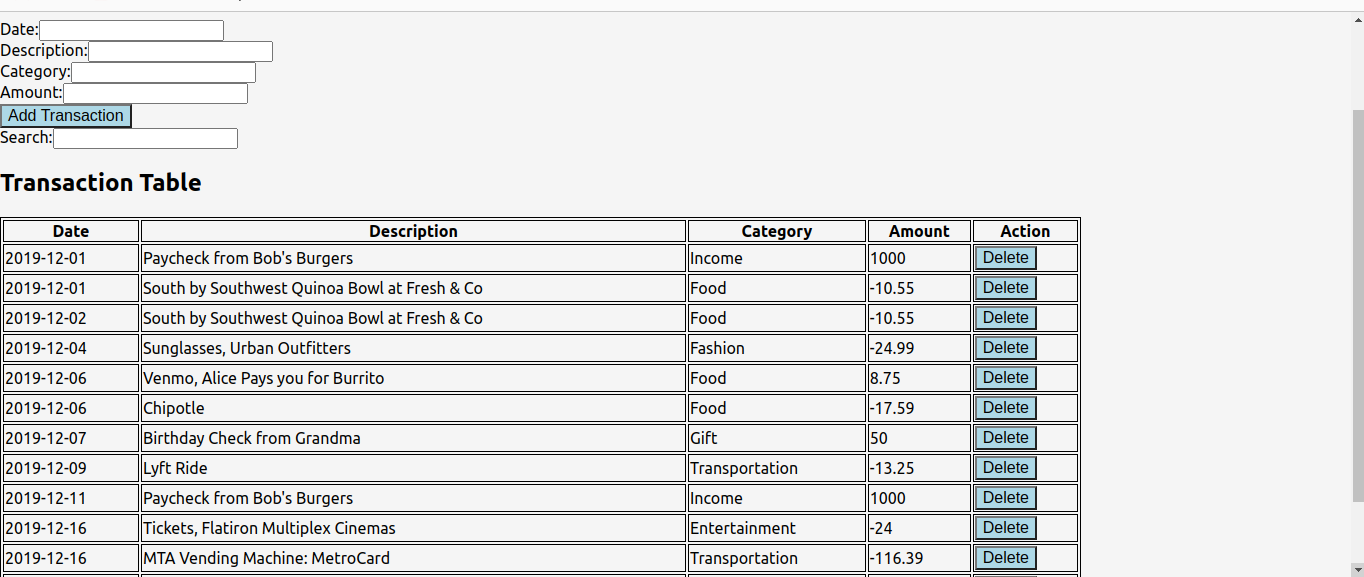 Date:
Description:
Category:
Amount:
Add Transaction
Search:
Transaction Table
Date Description Category Amount Action
2019-12-01 Paycheck from Bob's Burgers Income 1000 Delete
2019-12-01 South by Southwest Quinoa Bowl at Fresh & Co Food -10.55 Delete
2019-12-02 South by Southwest Quinoa Bowl at Fresh & Co Food -10.55 Delete
2019-12-04 Sunglasses, Urban Outfitters Fashion -24.99 Delete
2019-12-06 Venmo, Alice Pays you for Burrito Food 8.75 Delete
2019-12-06 Chipotle Food -17.59 Delete
2019-12-07 Birthday Check from Grandma Gift 50 Delete
2019-12-09 Lyft Ride Transportation -13.25 Delete
2019-12-11 Paycheck from Bob's Burgers Income 1000 Delete
2019-12-16 Tickets, Flatiron Multiplex Cinemas Entertainment -24 Delete
2019-12-16 MTA Vending Machine: MetroCard Transportation -116.39 Delete